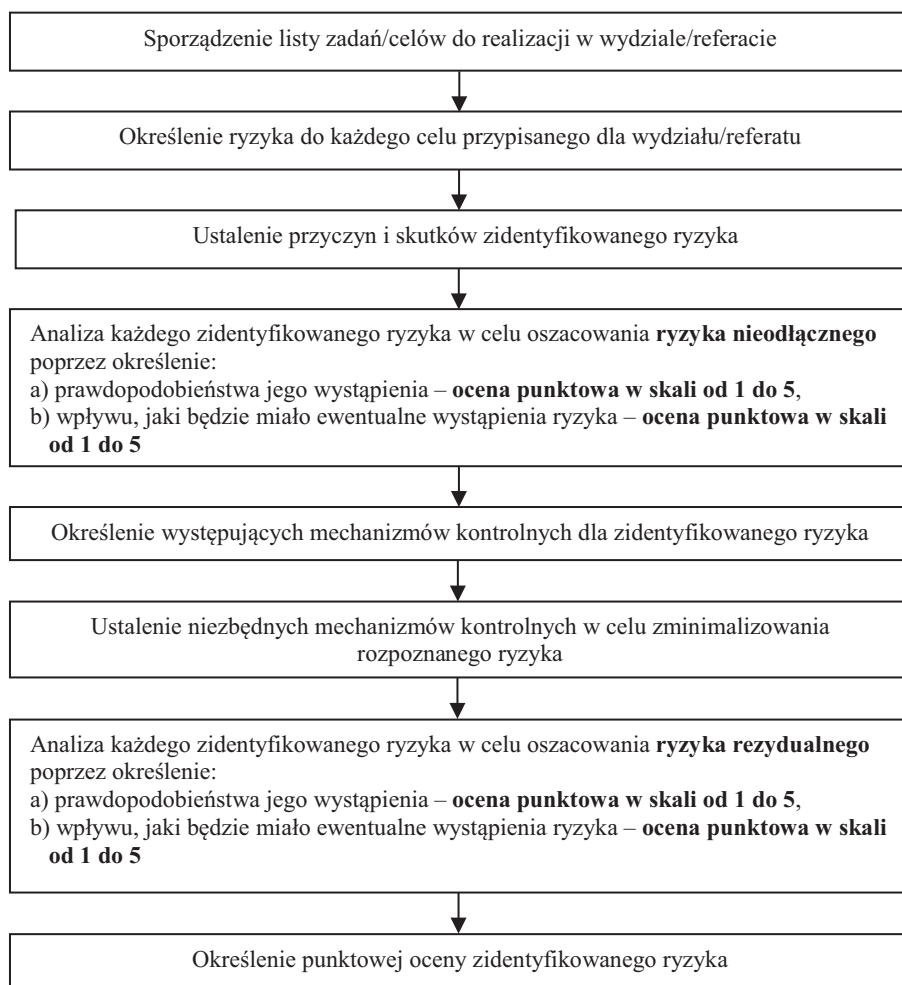 Sporządzenie listy zadań/celów do realizacji w wydziale/referacie
Określenie ryzyka do każdego celu przypisanego dla wydziału/referatu
Ustalenie przyczyn i skutków zidentyfikowanego ryzyka
Analiza każdego zidentyfikowanego ryzyka w celu oszacowania ryzyka nieodłącznego
poprzez określenie:
a) prawdopodobieństwa jego wystąpienia – ocena punktowa w skali od 1 do 5,
b) wpływu, jaki będzie miało ewentualne wystąpienia ryzyka – ocena punktowa w skali
od 1 do 5
Określenie występujących mechanizmów kontrolnych dla zidentyfikowanego ryzyka
Ustalenie niezbędnych mechanizmów kontrolnych w celu zminimalizowania
rozpoznanego ryzyka
Analiza każdego zidentyfikowanego ryzyka w celu oszacowania ryzyka rezydualnego
poprzez określenie:
a) prawdopodobieństwa jego wystąpienia – ocena punktowa w skali od 1 do 5,
b) wpływu, jaki będzie miało ewentualne wystąpienia ryzyka – ocena punktowa w skali
od 1 do 5
Określenie punktowej oceny zidentyfikowanego ryzyka